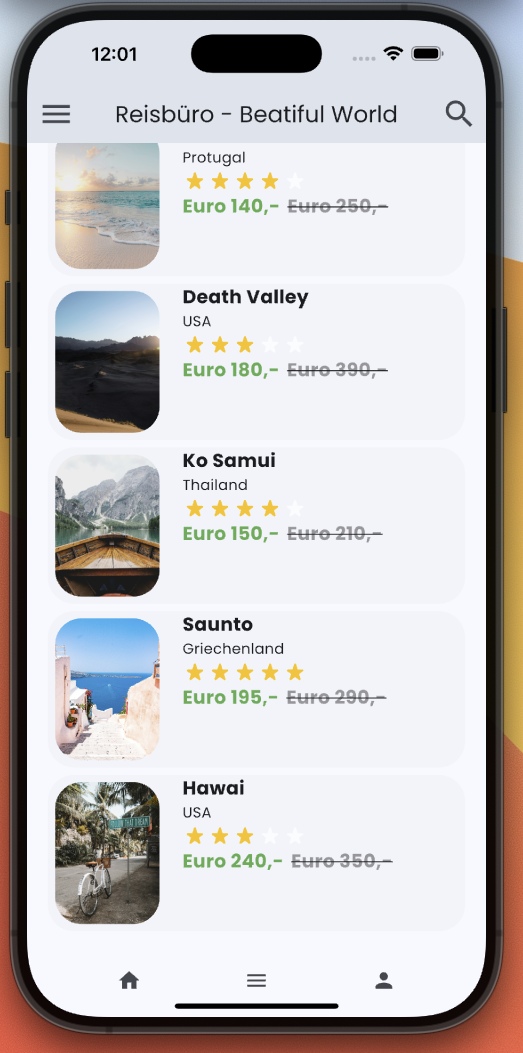 12:01
Reisbüro - Beatiful World
Protugal
Euro 140,- Euro 250,-
Death Valley
USA
Euro 180,- Euro 390,-
Ko Samui
Thailand
Euro 150,- Euro 210,-
Saunto
Griechenland
Euro 195,- Euro 290,-
Hawai
USA
Euro 240,- Euro 350,-